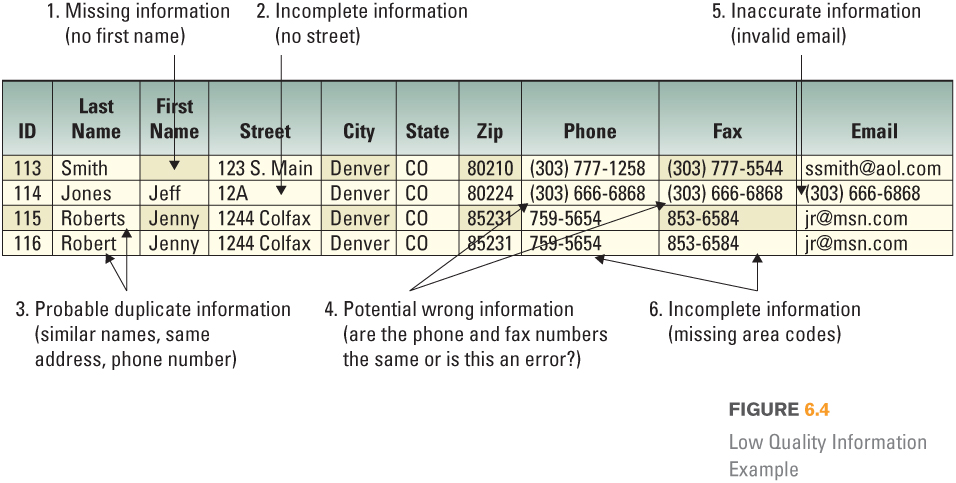 1. Missing information
(no first name)
2. Incomplete information
(no street)
5. Inaccurate information
(invalid email)
ID Last Name First Name Street City State Zip Phone Fax Email
113 Smith 123 S. Main Denver CO 80210 (303) 777-1258 (303) 777-5544 ssmith@aol.com
114 Jones Jeff 12A Denver CO 80224 (303) 666-6868 (303) 666-6868 (303) 666-6868
115 Roberts Jenny 1244 Colfax Denver CO 85231 759-5654 853-6584 jr@msn.com
116 Robert Jenny 1244 Colfax Denver CO 85231 759-5654 853-6584 jr@msn.com
3. Probable duplicate information
(similar names, same
address, phone number)
4. Potential wrong information
(are the phone and fax numbers
the same or is this an error?)
6. Incomplete information
(missing area codes)
FIGURE 6.4
Low Quality Information
Example